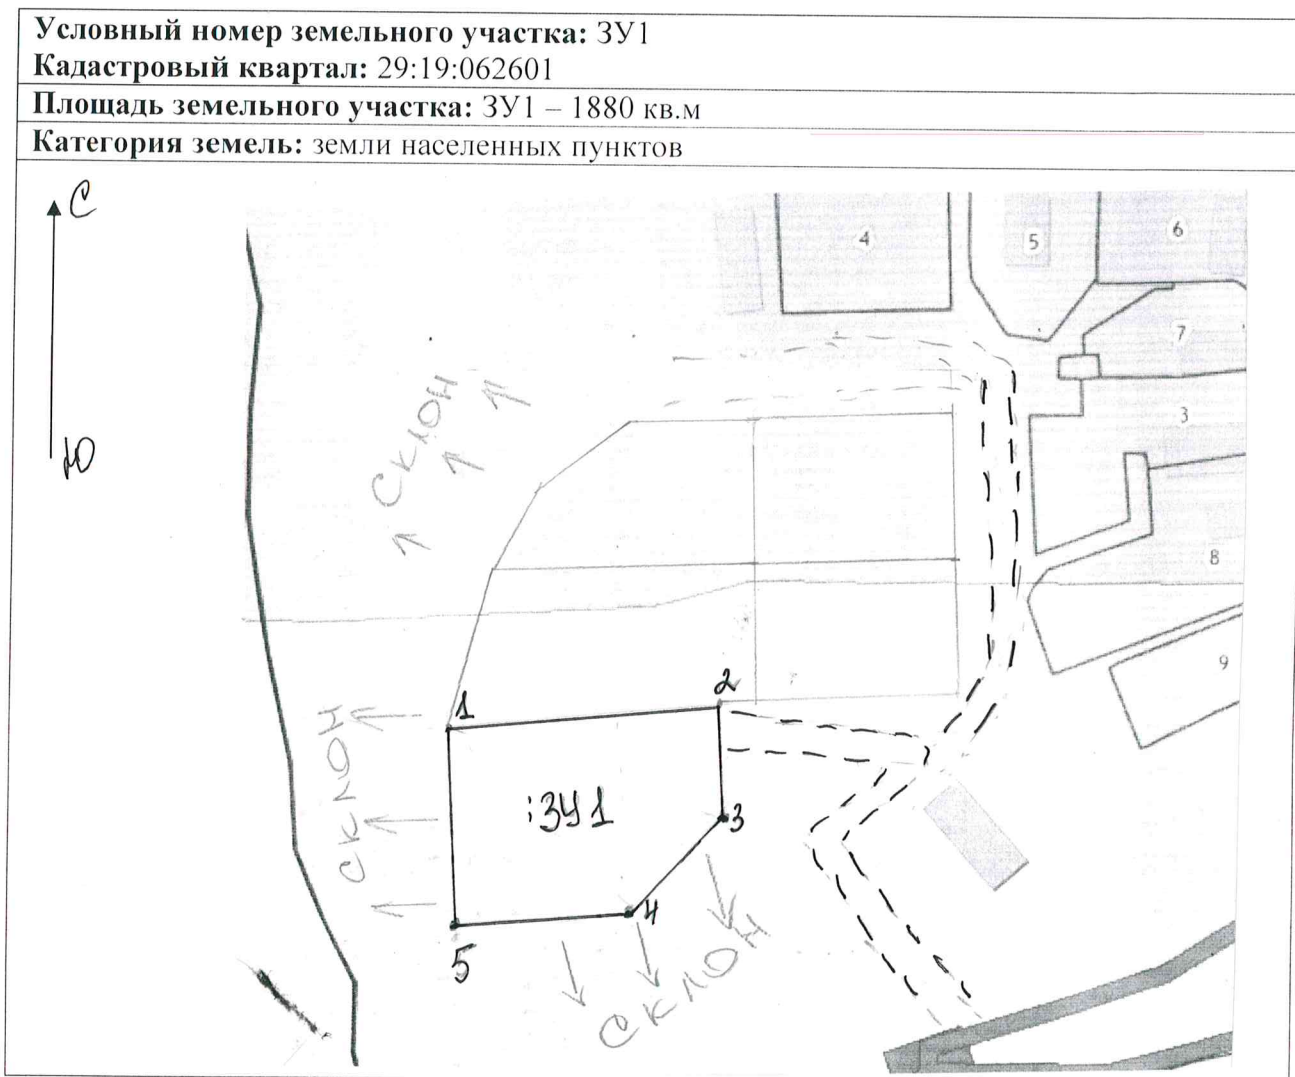 Условный номер земельного участка: ЗУ1
Кадастровый квартал: 29:19:062601
Площадь земельного участка: ЗУ1 – 1880 кв.м
Категория земель: земли населенных пунктов
С
Ю
4
5
6
7
3
8
9
СКЛОН
1
2
СКЛОН
:ЗУ1
3
4
5
СКЛОН